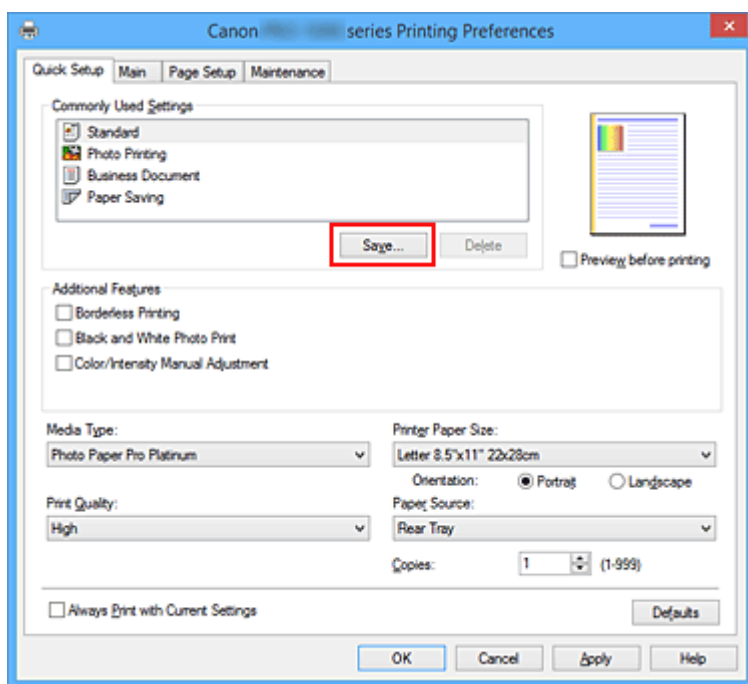 Canon series Printing Preferences
Quick Setup Main Page Setup Maintenance
Commonly Used Settings
Standard
Photo Printing
Business Document
Paper Saving
Save... Delete
Preview before printing
Additional Features
Borderless Printing
Black and White Photo Print
Color/Intensity Manual Adjustment
Media Type: Printer Paper Size:
Photo Paper Pro Platinum Letter 8.5"x11" 22x28cm
Orientation: Portrait Landscape
Print Quality: Paper Source:
High Rear Tray
Copies: 1 (1-999)
Always Print with Current Settings Defaults
OK Cancel Apply Help